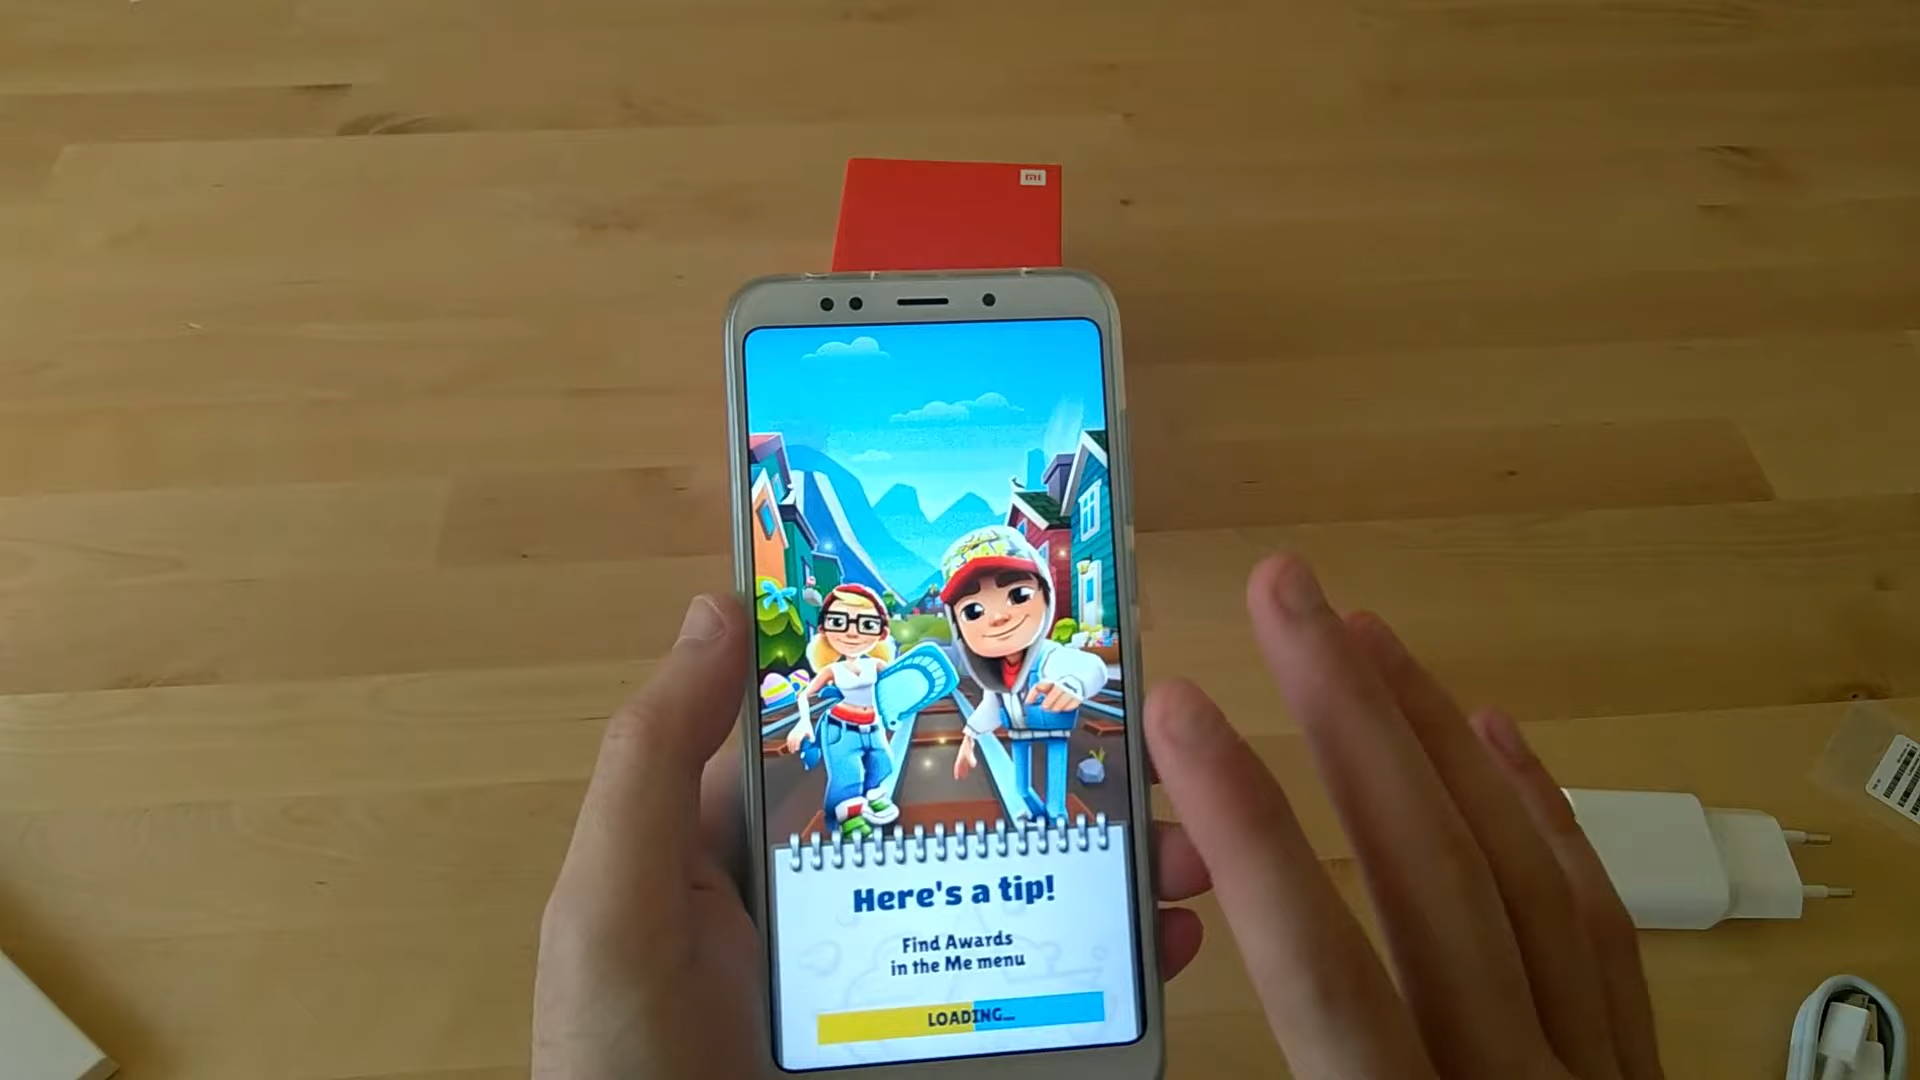 MI
Here's a tip!
Find Awards
in the Me menu
LOADING...